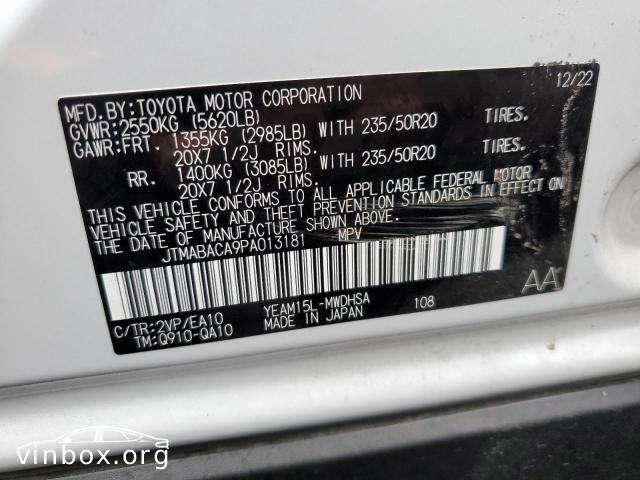 12/22
MFD.BY:TOYOTA MOTOR CORPORATION
GVWR:2550KG (5620LB)
GAWR:FRT. 1355KG (2985LB) WITH 235/50R20 TIRES.
20X7 1/2J RIMS.
RR. 1400KG (3085LB) WITH 235/50R20 TIRES.
20X7 1/2J RIMS.
THIS VEHICLE CONFORMS TO ALL APPLICABLE FEDERAL MOTOR
VEHICLE SAFETY AND THEFT PREVENTION STANDARDS IN EFFECT ON
THE DATE OF MANUFACTURE SHOWN ABOVE.
JTMABACA9PA013181 MPV
AA
C/TR:2VP/EA10 YEAM15L-MWDHSA 108
TM:Q910-QA10 MADE IN JAPAN
vinbox.org